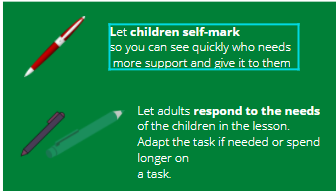 Let children self-mark
so you can see quickly who needs
more support and give it to them
Let adults respond to the needs
of the children in the lesson.
Adapt the task if needed or spend
longer on
a task.